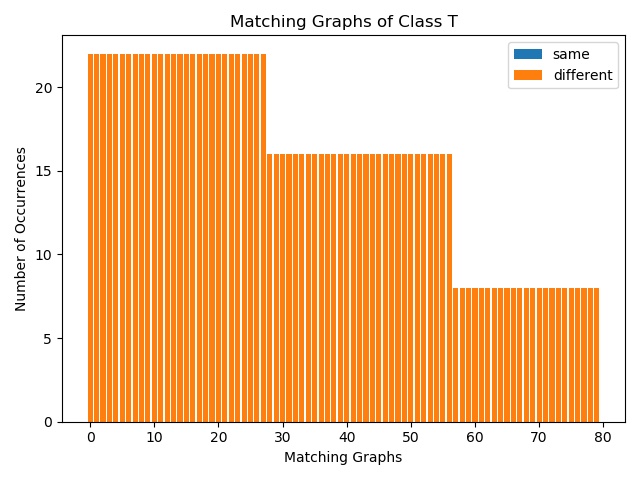 Matching Graphs of Class T
same
different
Number of Occurrences
20
15
10
5
0
0 10 20 30 40 50 60 70 80
Matching Graphs